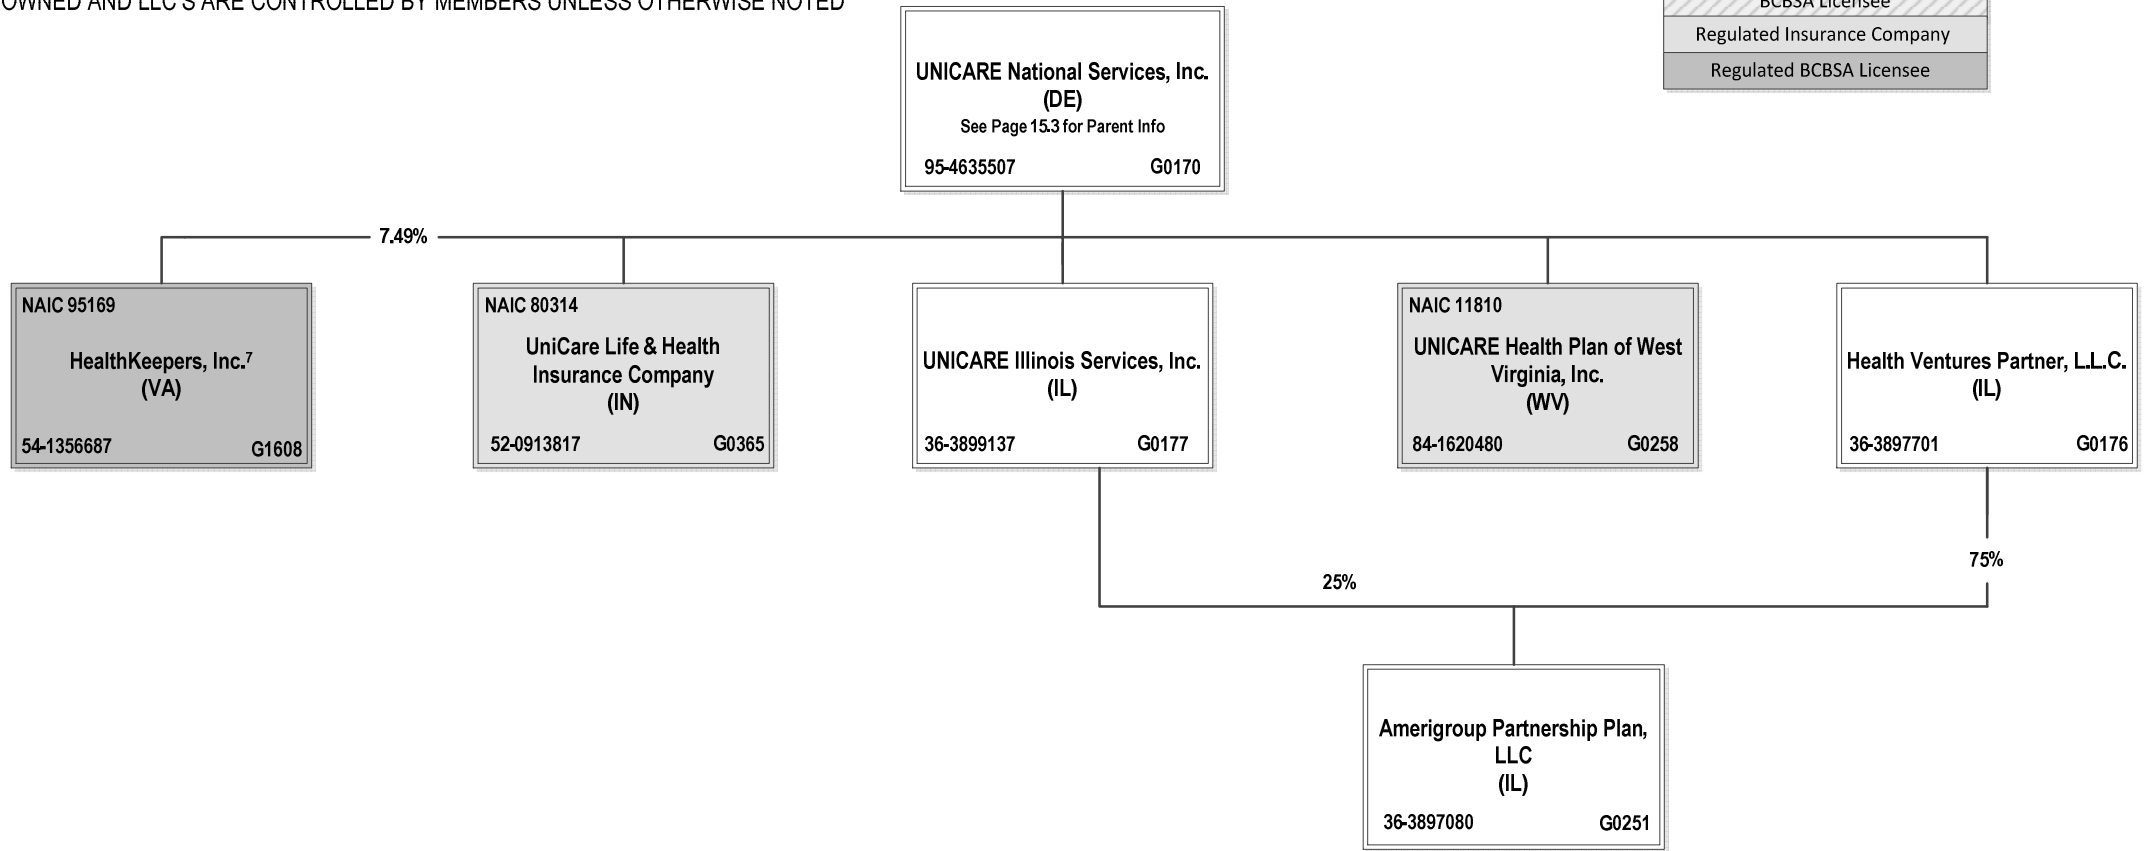 OWNED AND LLC'S ARE CONTROLLED BY MEMBERS UNLESS OTHERWISE NOTED
BCBSA Licensee
Regulated Insurance Company
Regulated BCBSA Licensee
UNICARE National Services, Inc.
(DE)
See Page 15.3 for Parent Info
95-4635507 G0170
7.49%
NAIC 95169
HealthKeepers, Inc.⁷
(VA)
54-1356687 G1608
NAIC 80314
UniCare Life & Health
Insurance Company
(IN)
52-0913817 G0365
UNICARE Illinois Services, Inc.
(IL)
36-3899137 G0177
NAIC 11810
UNICARE Health Plan of West
Virginia, Inc.
(WV)
84-1620480 G0258
Health Ventures Partner, L.L.C.
(IL)
36-3897701 G0176
75%
25%
Amerigroup Partnership Plan,
LLC
(IL)
36-3897080 G0251